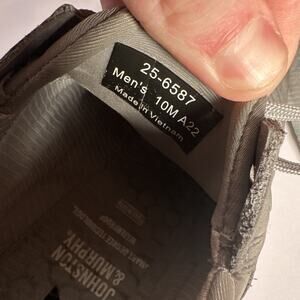 25-6587
Men's 10M A22
Made in Vietnam
JOHNSTON
& MURPHY